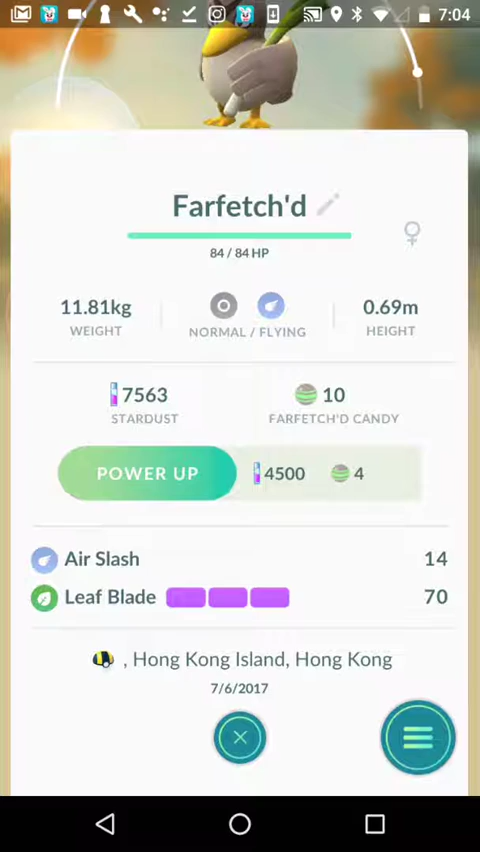 7:04
Farfetch'd
84 / 84 HP
11.81kg
WEIGHT
NORMAL / FLYING
0.69m
HEIGHT
7563
STARDUST
10
FARFETCH'D CANDY
POWER UP
4500
4
Air Slash
14
Leaf Blade
70
, Hong Kong Island, Hong Kong
7/6/2017